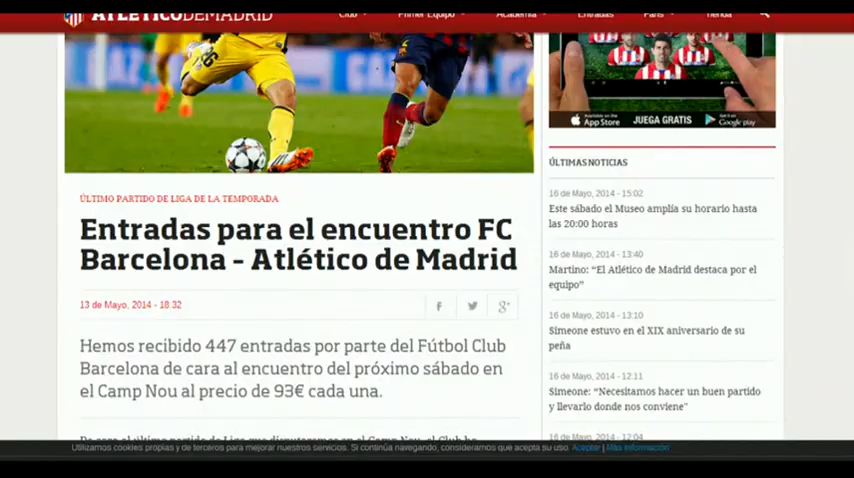 ATLÉTICO DE MADRID
Club
Primer Equipo
Academia
Entradas
Fans
Tienda
26
App Store
JUEGA GRATIS
Google play
ÚLTIMO PARTIDO DE LIGA DE LA TEMPORADA
Entradas para el encuentro FC
Barcelona - Atlético de Madrid
13 de Mayo, 2014 - 18:32
Hemos recibido 447 entradas por parte del Fútbol Club
Barcelona de cara al encuentro del próximo sábado en
el Camp Nou al precio de 93€ cada una.
ÚLTIMAS NOTICIAS
16 de Mayo, 2014 - 15:02
Este sábado el Museo amplía su horario hasta
las 20:00 horas
16 de Mayo, 2014 - 13:40
Martino: “El Atlético de Madrid destaca por el
equipo”
16 de Mayo, 2014 - 13:10
Simeone estuvo en el XIX aniversario de su
peña
16 de Mayo, 2014 - 12:11
Simeone: “Necesitamos hacer un buen partido
y llevarlo donde nos conviene"
16 de Mayo, 2014 - 12:04
Utilizamos cookies propias y de terceros para mejorar nuestros servicios. Si continúa navegando, consideramos que acepta su uso. Aceptar | Más información